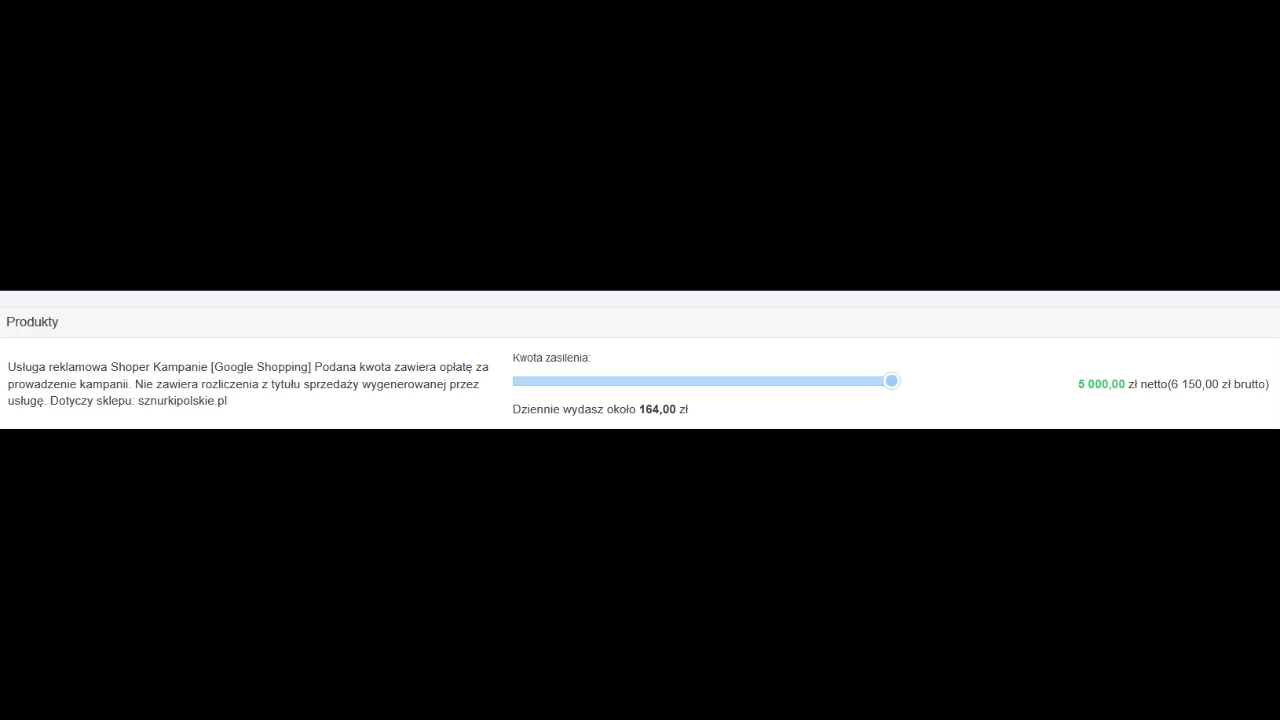 Produkty
Usługa reklamowa Shoper Kampanie [Google Shopping] Podana kwota zawiera opłatę za
prowadzenie kampanii. Nie zawiera rozliczenia z tytułu sprzedaży wygenerowanej przez
usługę. Dotyczy sklepu: sznurkipolskie.pl
Kwota zasilenia:
Dziennie wydasz około 164,00 zł
5 000,00 zł netto(6 150,00 zł brutto)